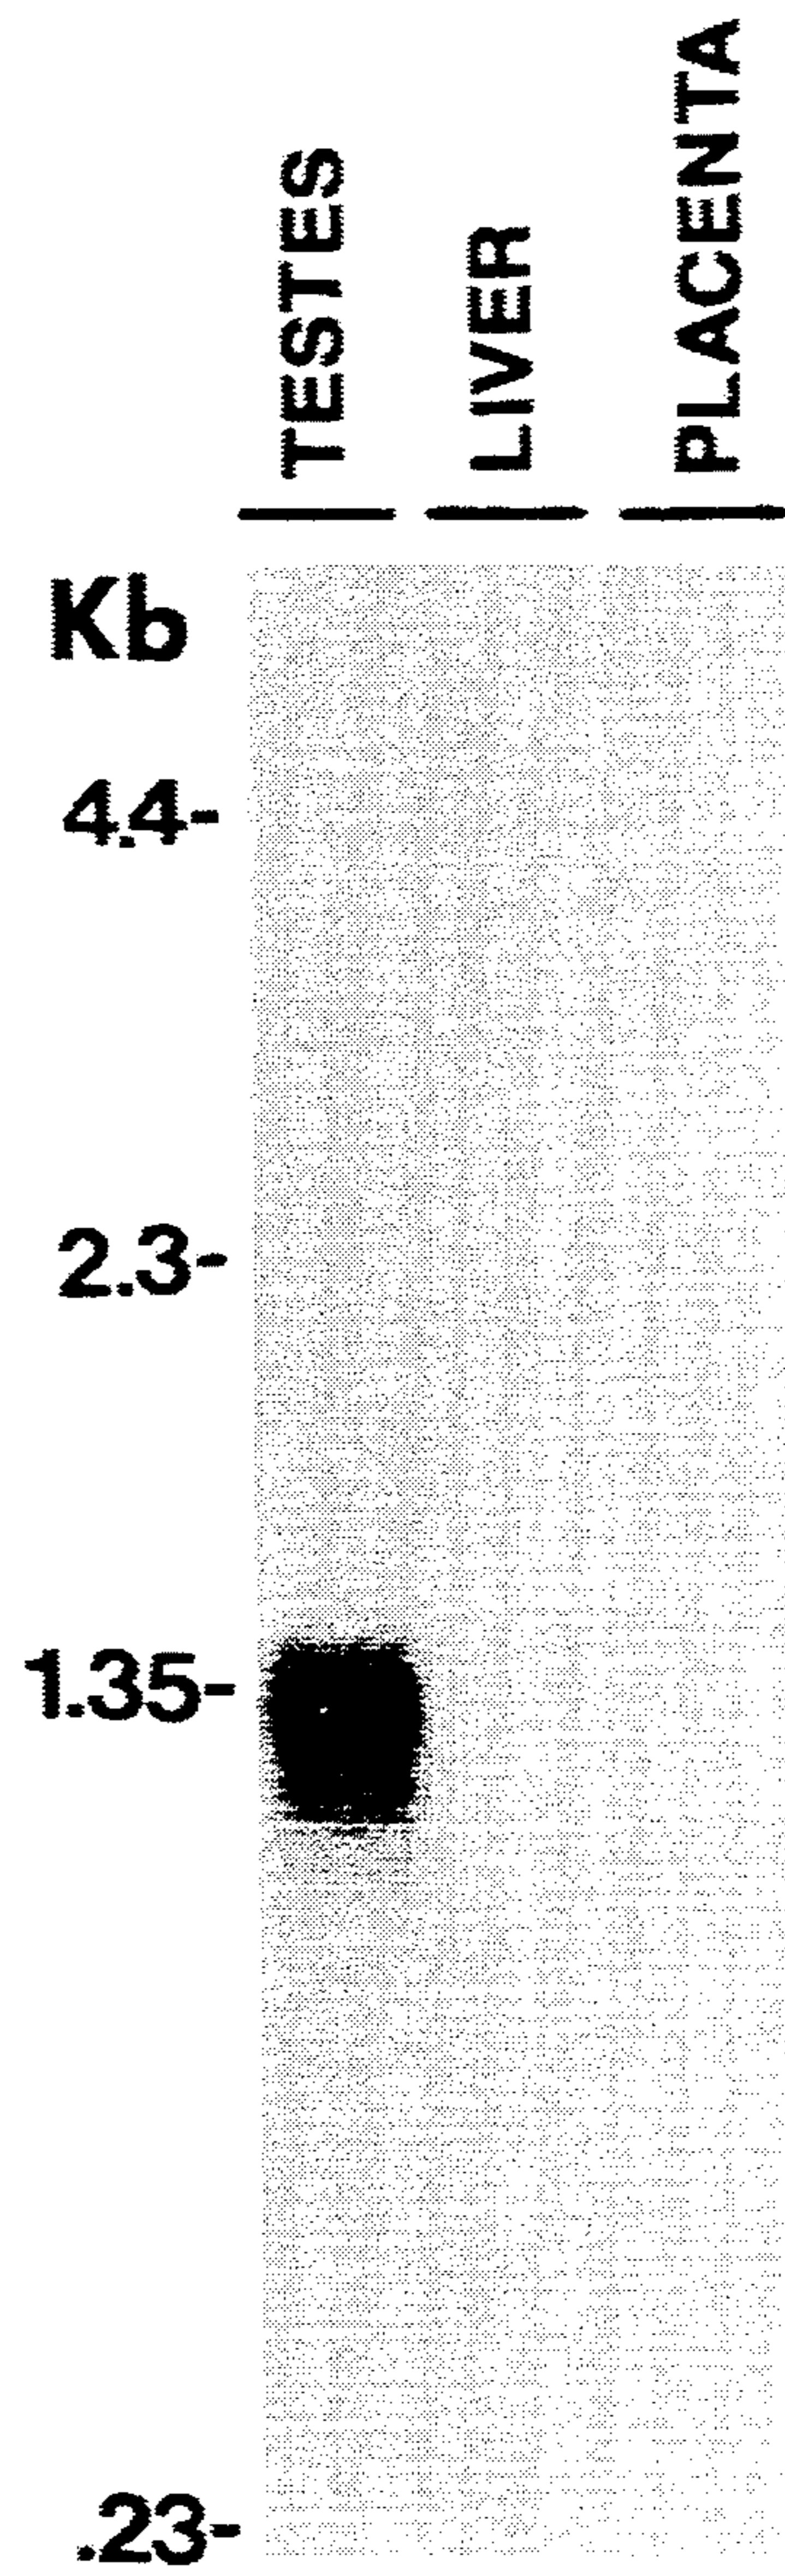 TESTES
LIVER
PLACENTA
Kb
4.4-
2.3-
1.35-
.23-